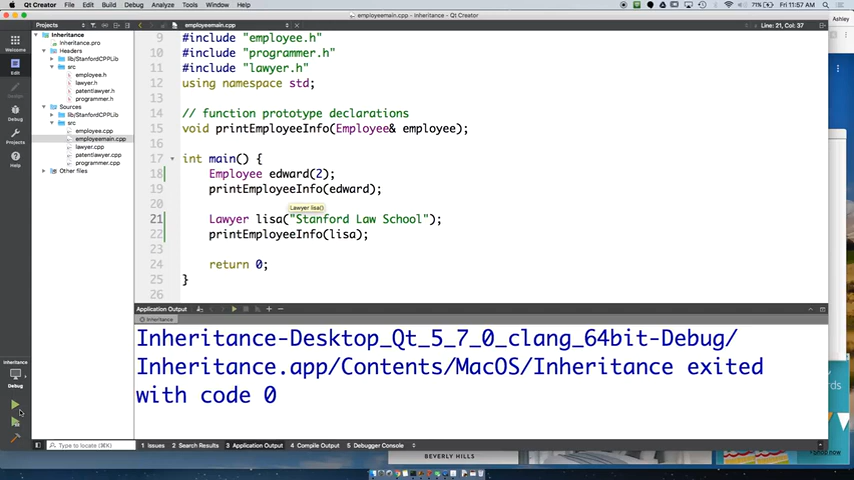 Qt Creator File Edit Build Debug Analyze Tools Window Help
71% Fri 11:57 AM Ashley
employeemain.cpp - Inheritance - Qt Creator
Projects
employeemain.cpp
Line: 21, Col: 37
Welcome
Edit
Design
Debug
Projects
Help
Inheritance
Debug
Inheritance
Inheritance.pro
Headers
lib/StanfordCPPLib
src
employee.h
lawyer.h
patentlawyer.h
programmer.h
Sources
lib/StanfordCPPLib
src
employee.cpp
employeemain.cpp
lawyer.cpp
patentlawyer.cpp
programmer.cpp
Other files
9 #include "employee.h"
10 #include "programmer.h"
11 #include "lawyer.h"
12 using namespace std;
13
14 // function prototype declarations
15 void printEmployeeInfo(Employee& employee);
16
17 int main() {
18 Employee edward(2);
19 printEmployeeInfo(edward);
20
Lawyer lisa()
21 Lawyer lisa("Stanford Law School");
22 printEmployeeInfo(lisa);
23
24 return 0;
25 }
26
Application Output
Inheritance
Inheritance-Desktop_Qt_5_7_0_clang_64bit-Debug/
Inheritance.app/Contents/MacOS/Inheritance exited
with code 0
Type to locate (⌘K)
1 Issues 2 Search Results 3 Application Output 4 Compile Output 5 Debugger Console
BEVERLY HILLS
shop now